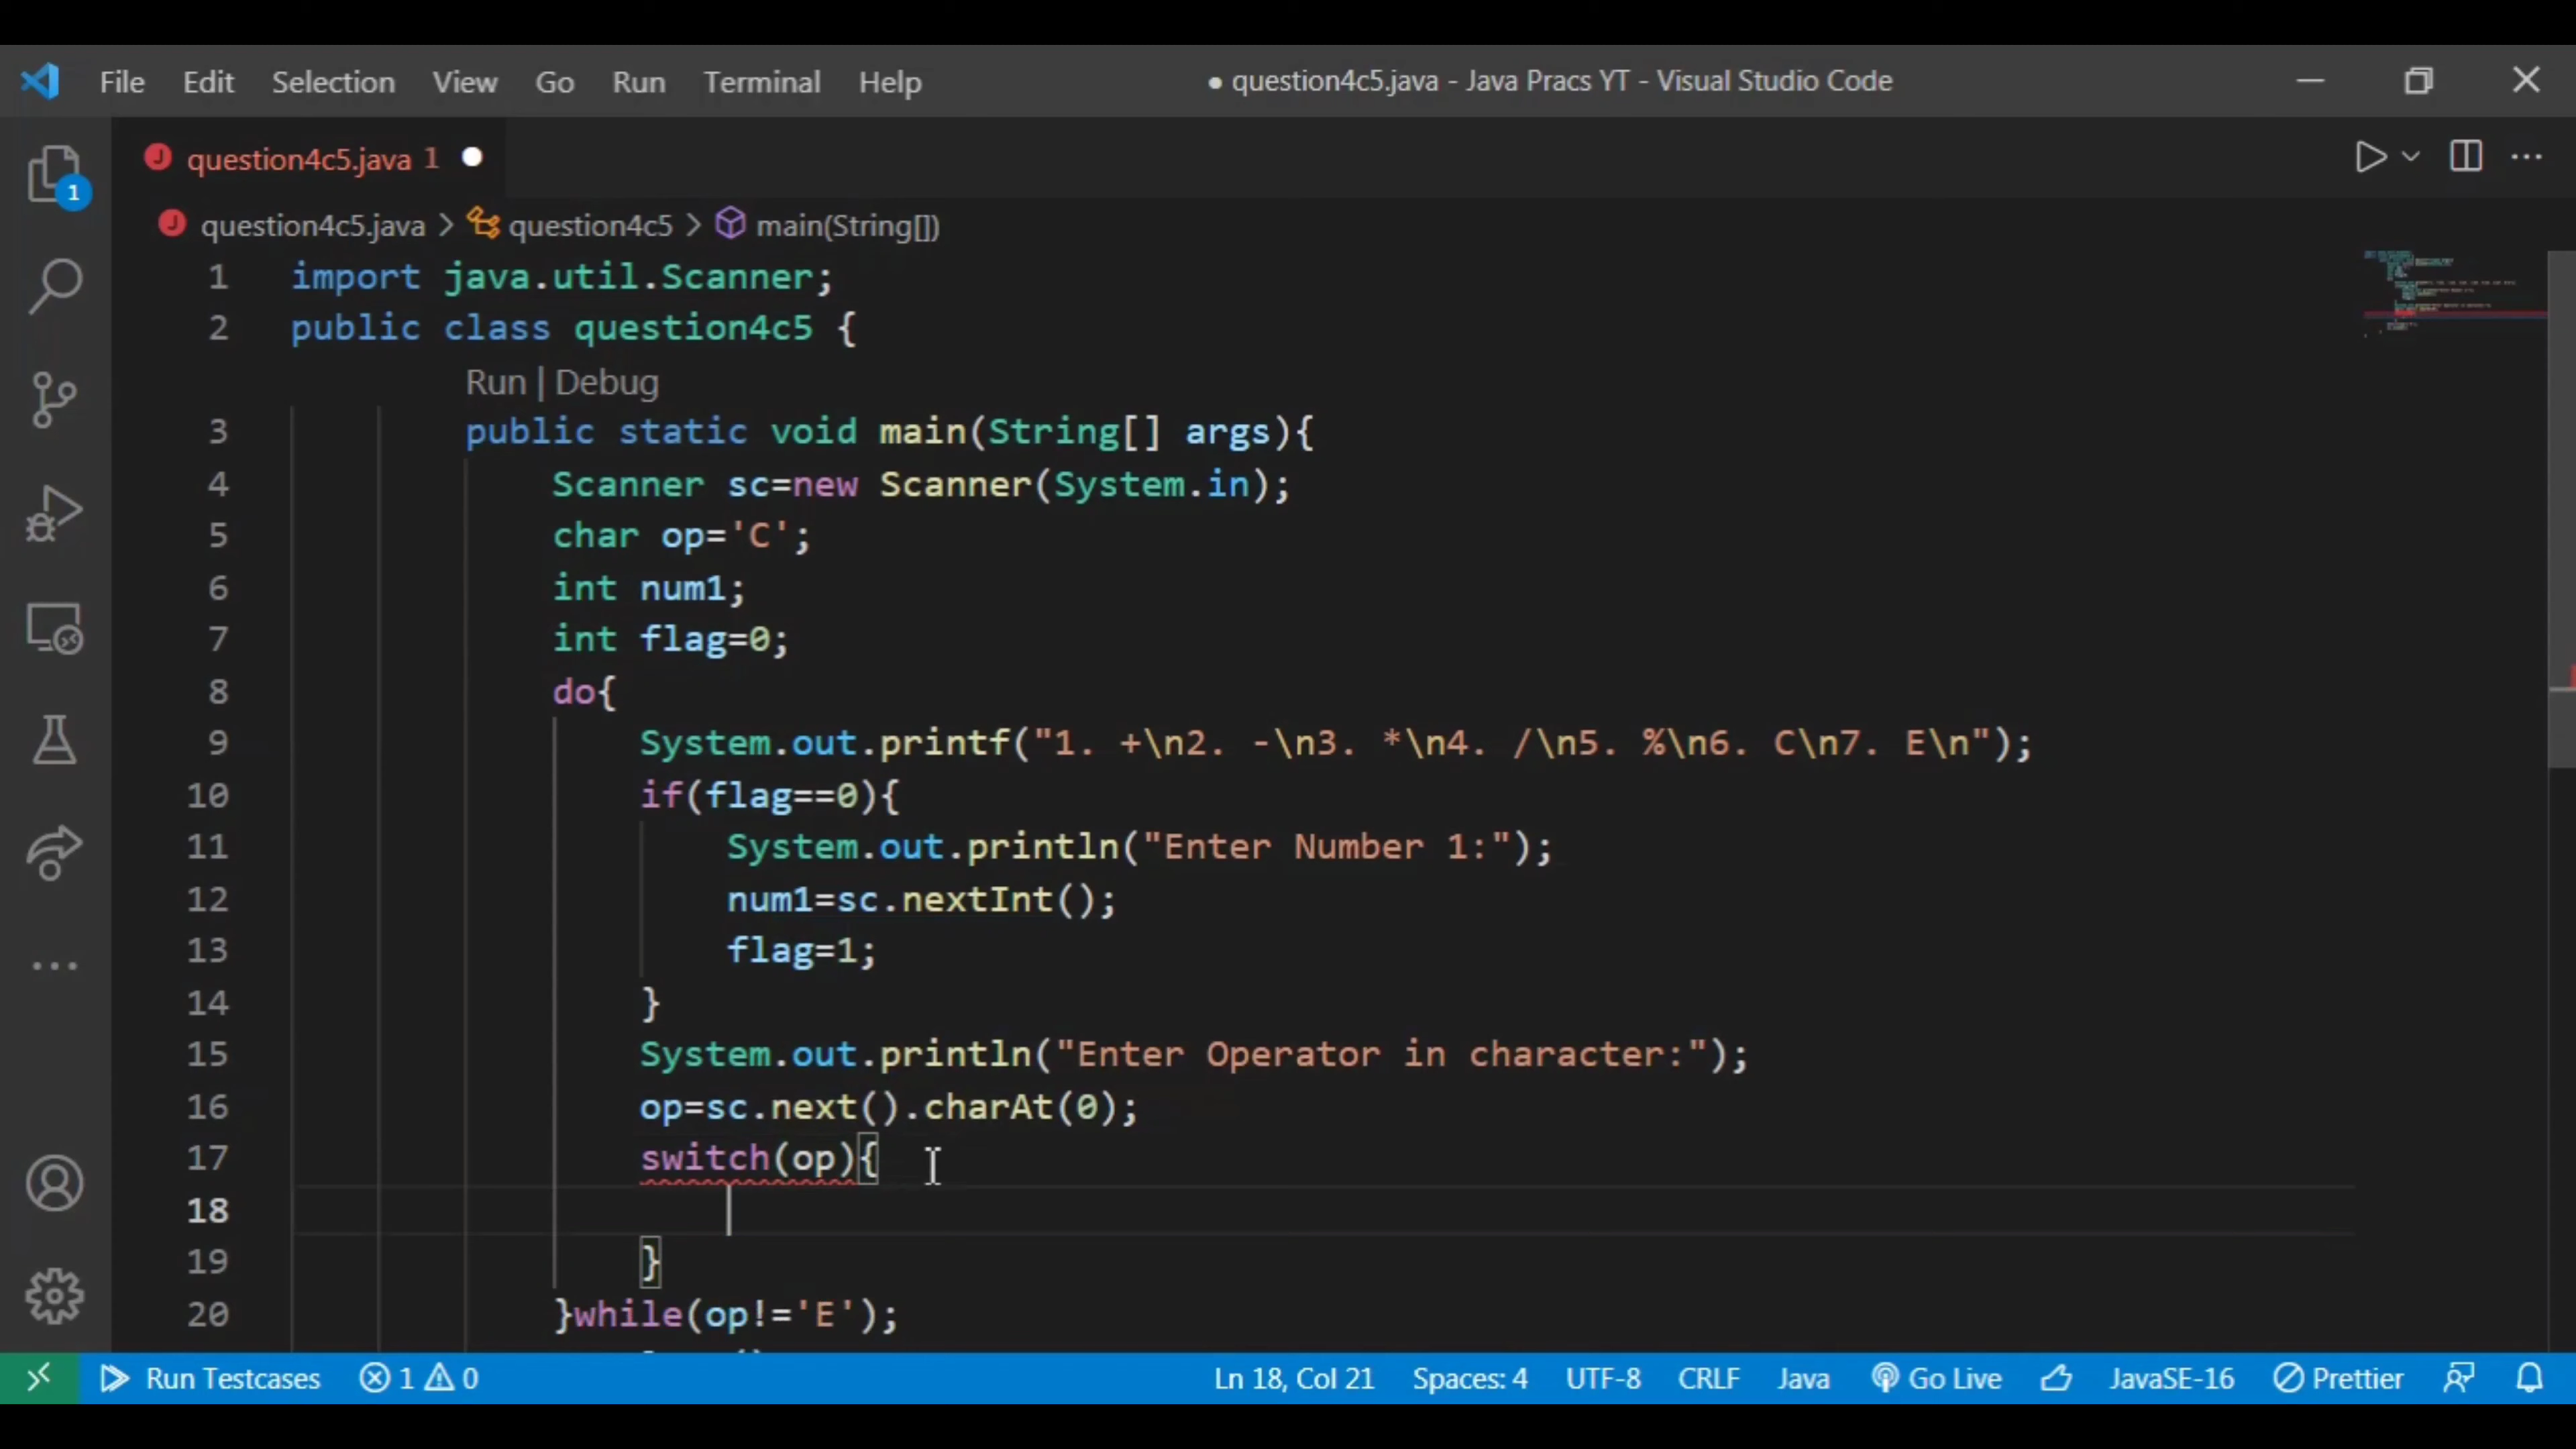 File Edit Selection View Go Run Terminal Help ● question4c5.java - Java Pracs YT - Visual Studio Code
J question4c5.java 1 ●
1
J question4c5.java > question4c5 > main(String[])
1 import java.util.Scanner;
2 public class question4c5 {
Run | Debug
3 public static void main(String[] args){
4 Scanner sc=new Scanner(System.in);
5 char op='C';
6 int num1;
7 int flag=0;
8 do{
9 System.out.printf("1. +\n2. -\n3. *\n4. /\n5. %\n6. C\n7. E\n");
10 if(flag==0){
11 System.out.println("Enter Number 1:");
12 num1=sc.nextInt();
13 flag=1;
14 }
15 System.out.println("Enter Operator in character:");
16 op=sc.next().charAt(0);
17 switch(op){
18
19 }
20 }while(op!='E');
Run Testcases 1 0 Ln 18, Col 21 Spaces: 4 UTF-8 CRLF Java Go Live JavaSE-16 Prettier